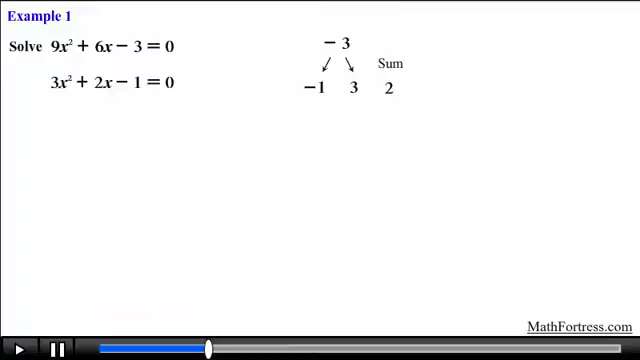 Example 1
Solve 9x² + 6x − 3 = 0
3x² + 2x − 1 = 0
− 3
Sum
−1 3 2
MathFortress.com